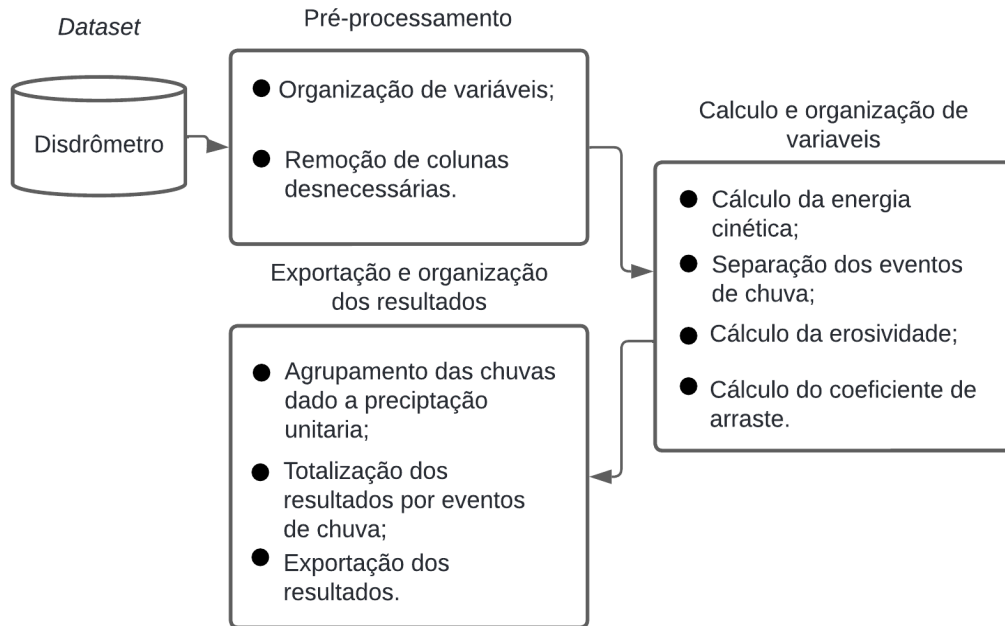 Dataset
Disdrômetro
Pré-processamento
Organização de variáveis;
Remoção de colunas
desnecessárias.
Calculo e organização de
variaveis
Cálculo da energia
cinética;
Separação dos eventos
de chuva;
Cálculo da erosividade;
Cálculo do coeficiente de
arraste.
Exportação e organização
dos resultados
Agrupamento das chuvas
dado a preciptação
unitaria;
Totalização dos
resultados por eventos
de chuva;
Exportação dos
resultados.